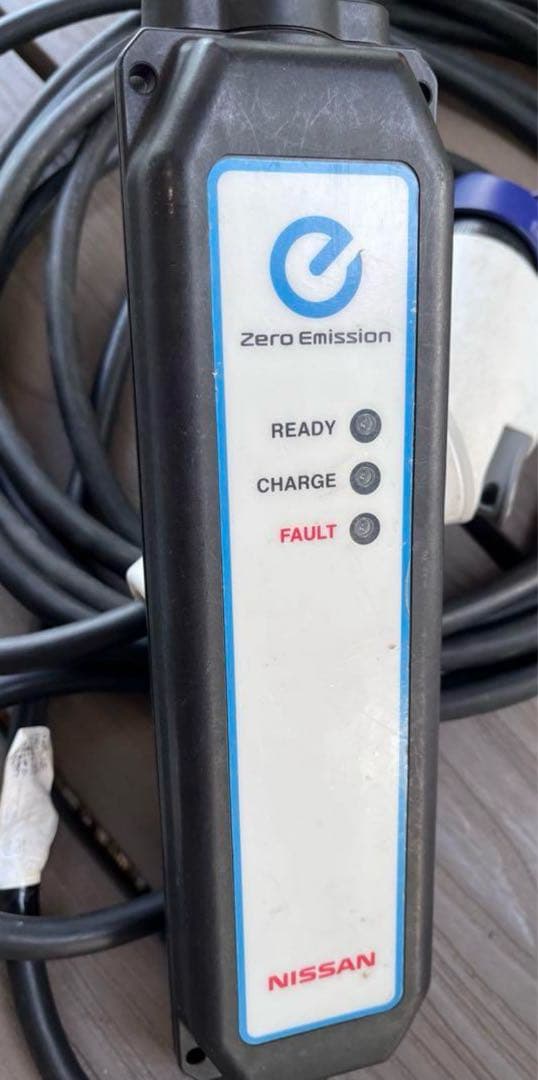 Zero Emission
READY
CHARGE
FAULT
NISSAN